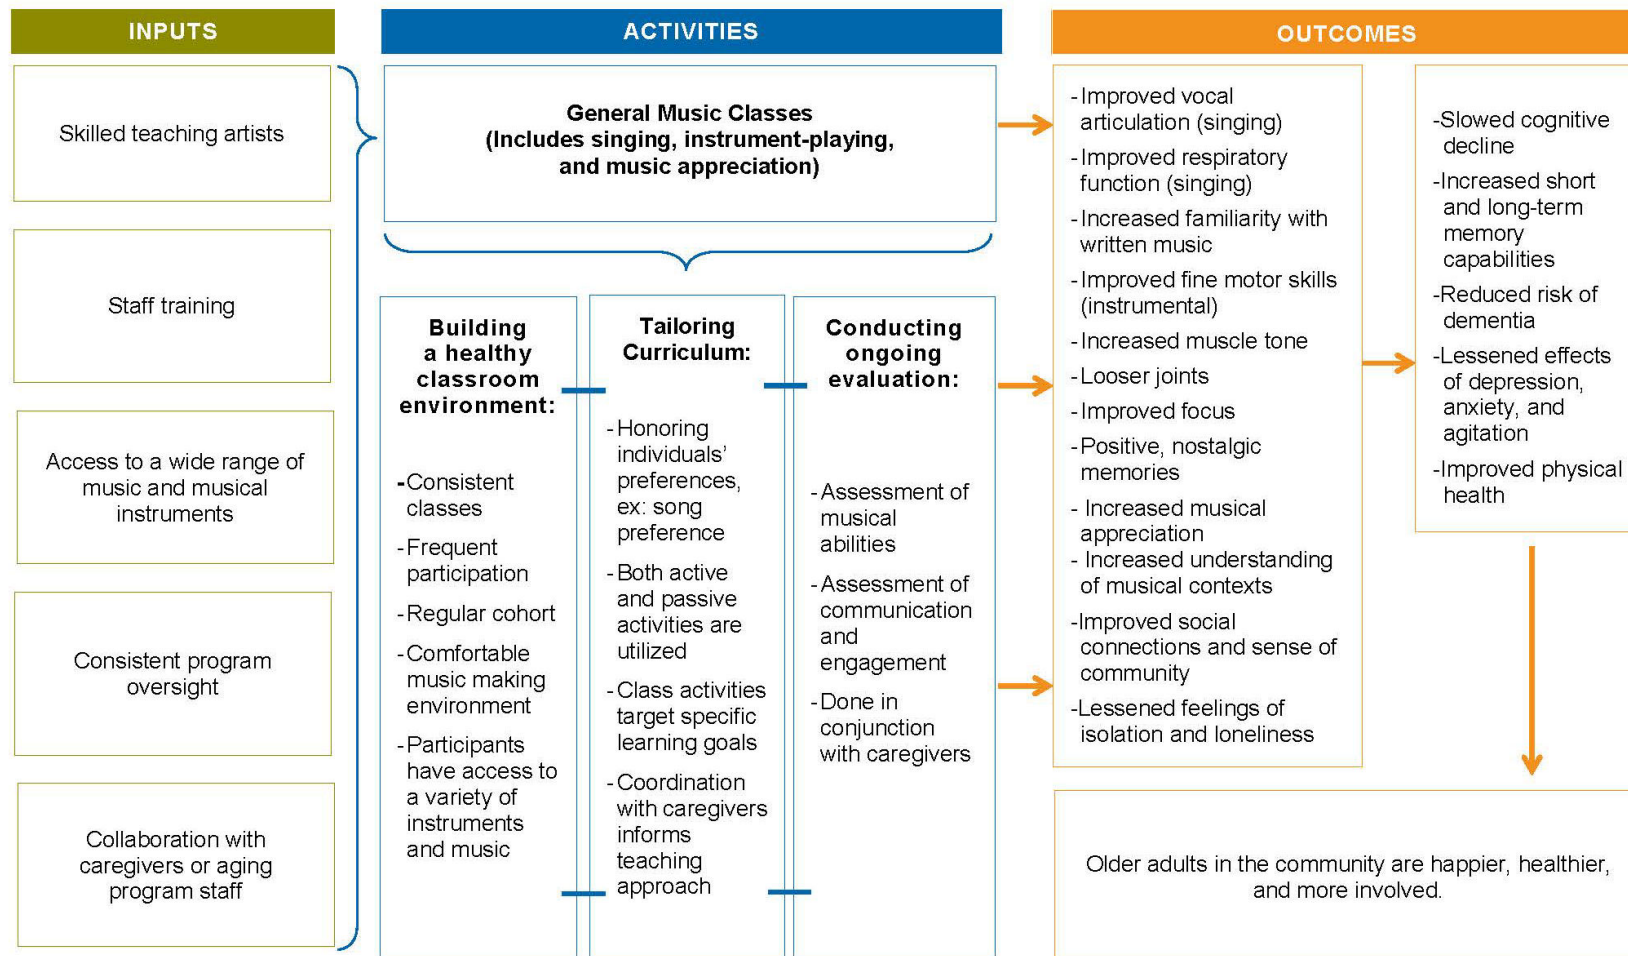 INPUTS
Skilled teaching artists
Staff training
Access to a wide range of
music and musical
instruments
Consistent program
oversight
Collaboration with
caregivers or aging
program staff
ACTIVITIES
General Music Classes
(Includes singing, instrument-playing,
and music appreciation)
Building
a healthy
classroom
environment:
-Consistent
classes
-Frequent
participation
-Regular cohort
-Comfortable
music making
environment
-Participants
have access to
a variety of
instruments
and music
Tailoring
Curriculum:
-Honoring
individuals’
preferences,
ex: song
preference
-Both active
and passive
activities are
utilized
-Class activities
target specific
learning goals
-Coordination
with caregivers
informs
teaching
approach
Conducting
ongoing
evaluation:
-Assessment of
musical
abilities
-Assessment of
communication
and
engagement
-Done in
conjunction
with caregivers
OUTCOMES
-Improved vocal
articulation (singing)
-Improved respiratory
function (singing)
-Increased familiarity with
written music
-Improved fine motor skills
(instrumental)
-Increased muscle tone
-Looser joints
-Improved focus
-Positive, nostalgic
memories
- Increased musical
appreciation
- Increased understanding
of musical contexts
-Improved social
connections and sense of
community
-Lessened feelings of
isolation and loneliness
-Slowed cognitive
decline
-Increased short
and long-term
memory
capabilities
-Reduced risk of
dementia
-Lessened effects
of depression,
anxiety, and
agitation
-Improved physical
health
Older adults in the community are happier, healthier,
and more involved.